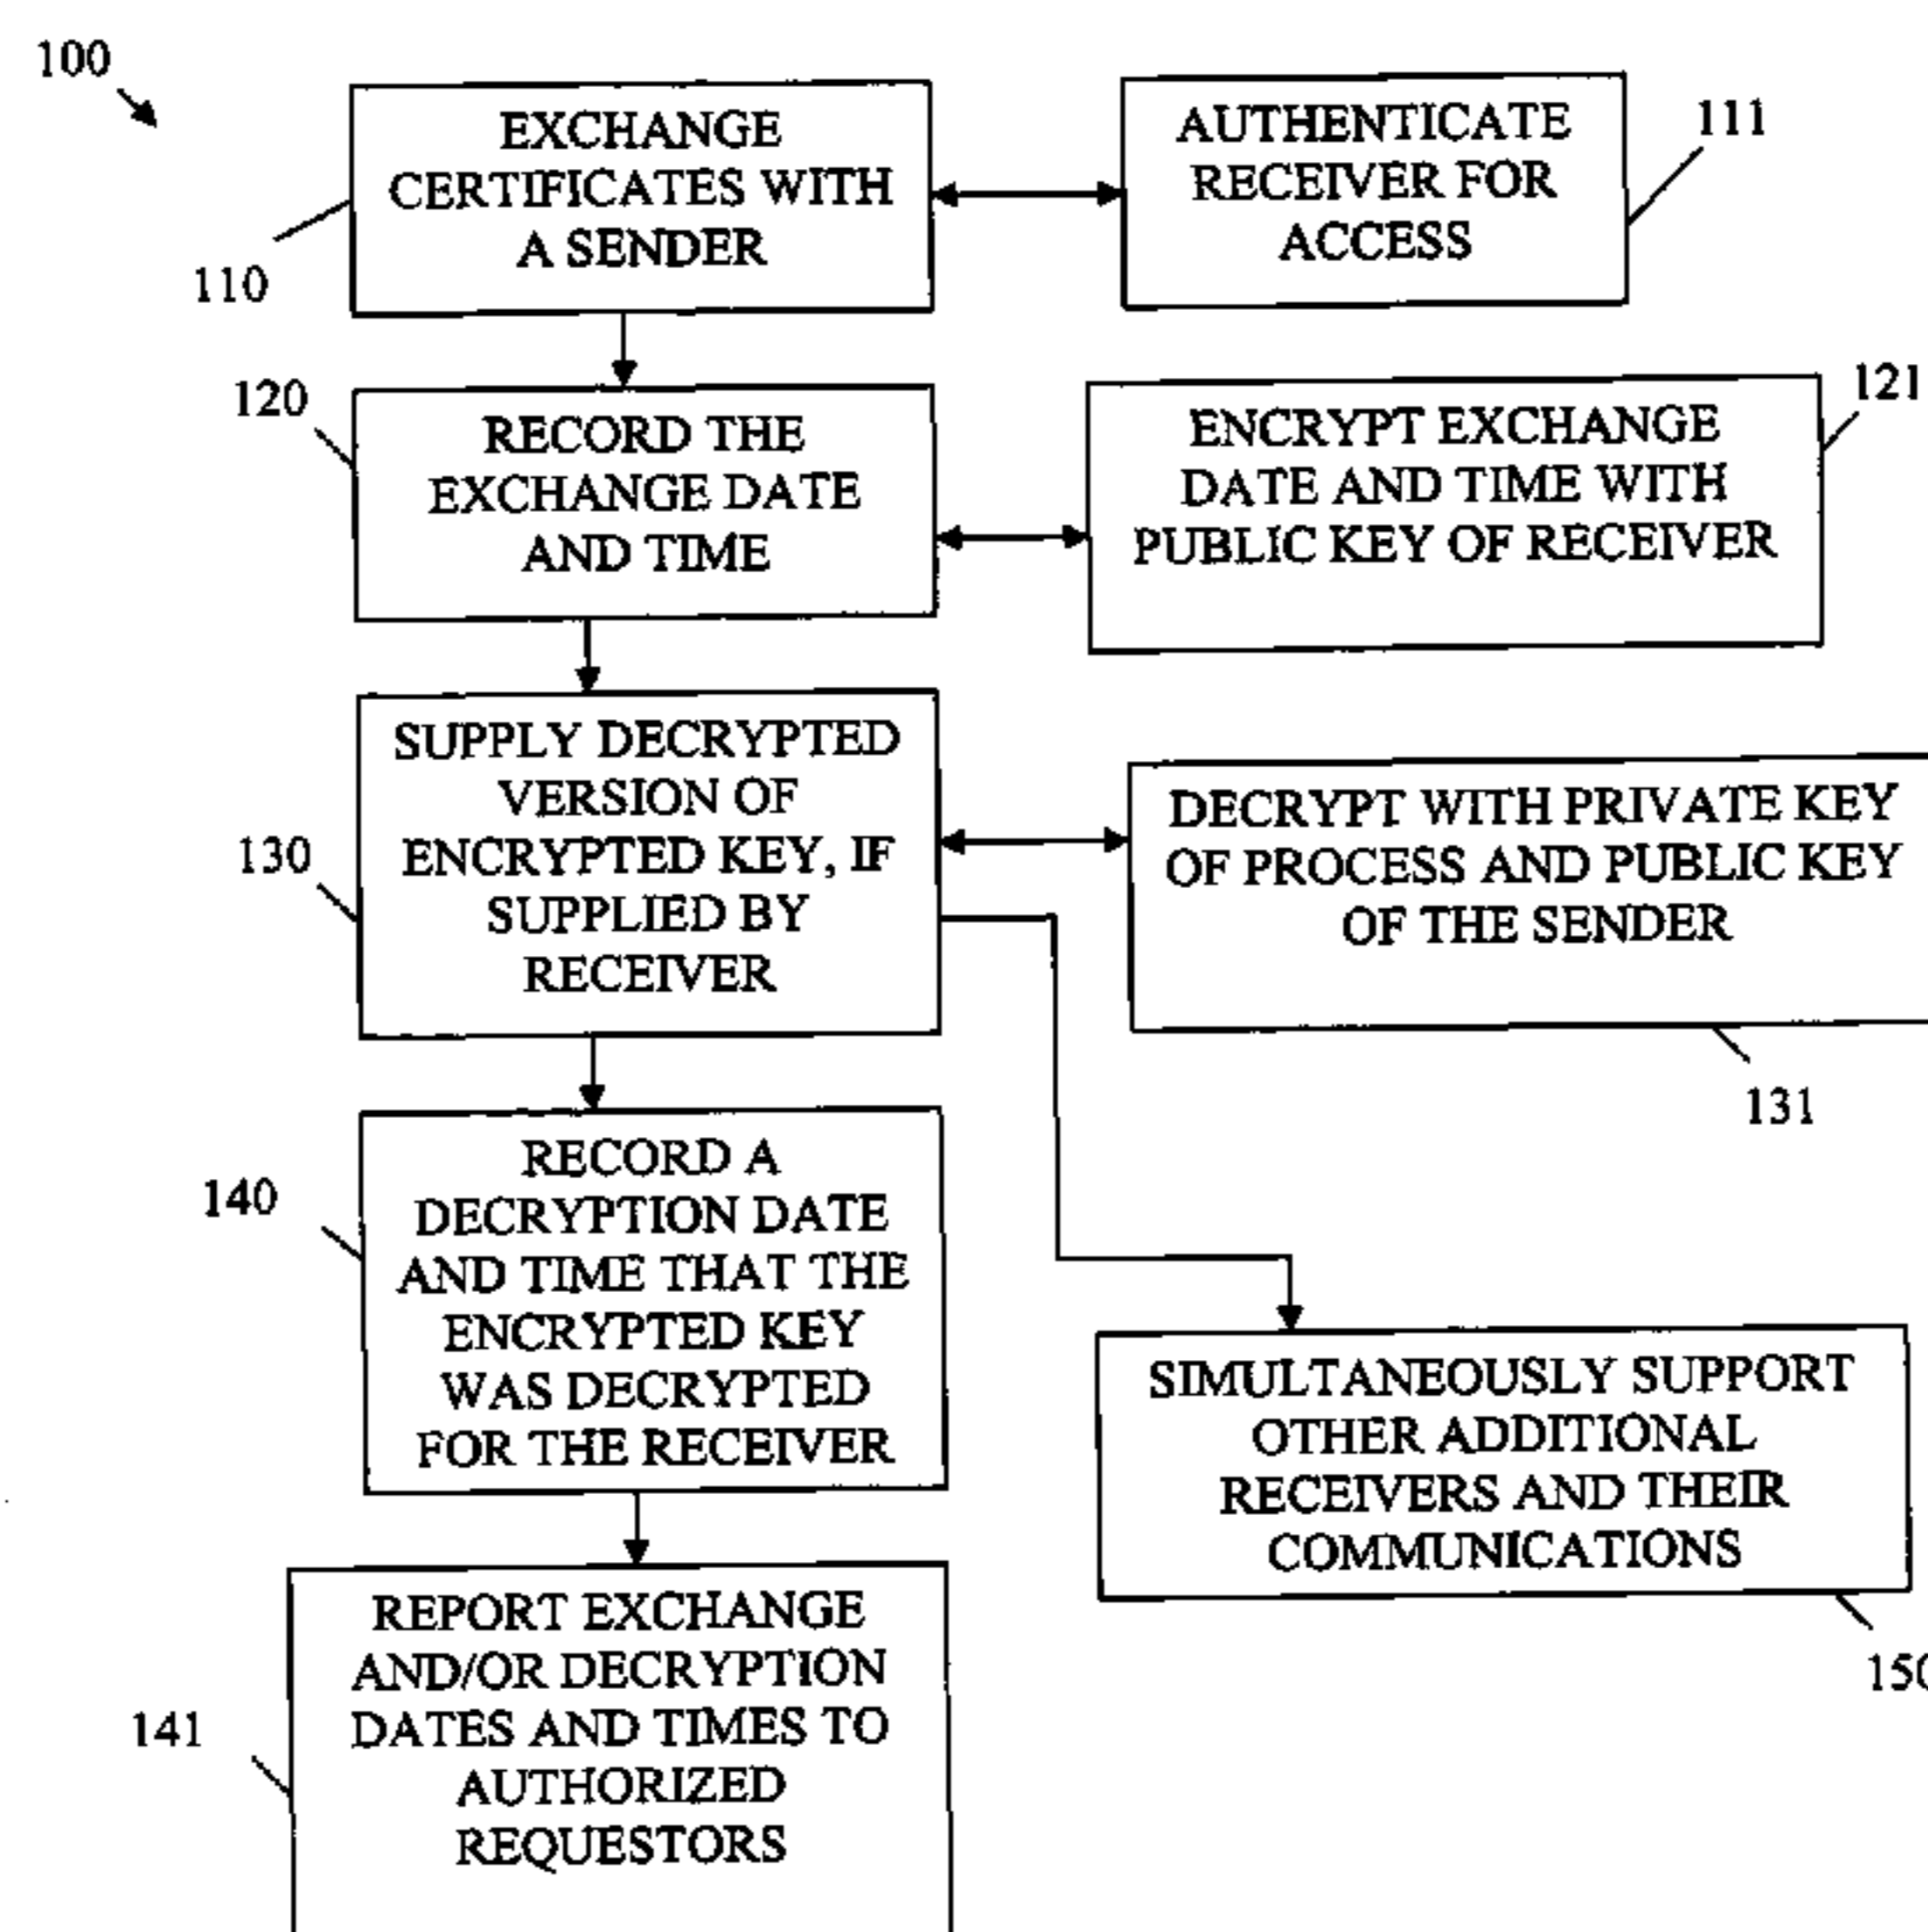 100
EXCHANGE
CERTIFICATES WITH
A SENDER
110
AUTHENTICATE
RECEIVER FOR
ACCESS
111
120
RECORD THE
EXCHANGE DATE
AND TIME
ENCRYPT EXCHANGE
DATE AND TIME WITH
PUBLIC KEY OF RECEIVER
121
SUPPLY DECRYPTED
VERSION OF
ENCRYPTED KEY, IF
SUPPLIED BY
RECEIVER
130
DECRYPT WITH PRIVATE KEY
OF PROCESS AND PUBLIC KEY
OF THE SENDER
131
140
RECORD A
DECRYPTION DATE
AND TIME THAT THE
ENCRYPTED KEY
WAS DECRYPTED
FOR THE RECEIVER
SIMULTANEOUSLY SUPPORT
OTHER ADDITIONAL
RECEIVERS AND THEIR
COMMUNICATIONS
150
141
REPORT EXCHANGE
AND/OR DECRYPTION
DATES AND TIMES TO
AUTHORIZED
REQUESTORS